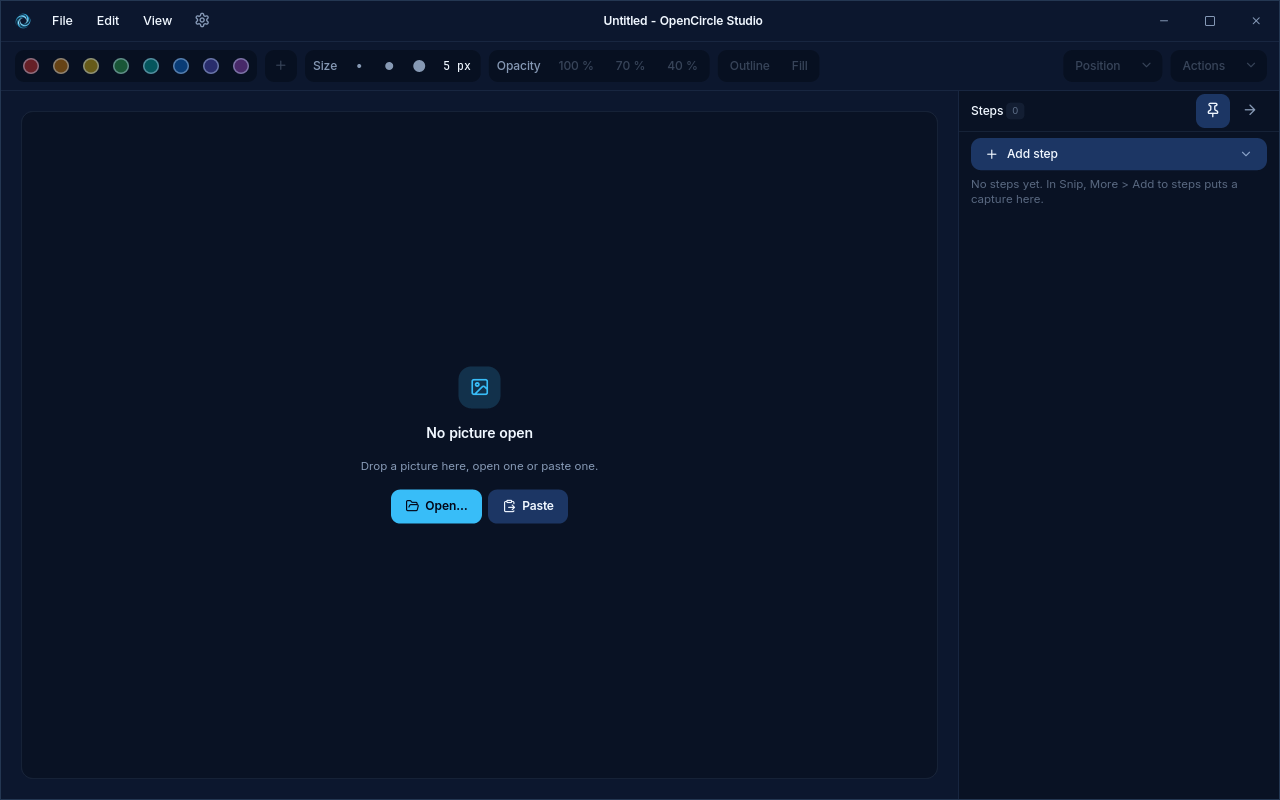 File Edit View Untitled - OpenCircle Studio
Size 5 px Opacity 100 % 70 % 40 % Outline Fill Position Actions
Steps 0
Add step
No steps yet. In Snip, More > Add to steps puts a
capture here.
No picture open
Drop a picture here, open one or paste one.
Open... Paste